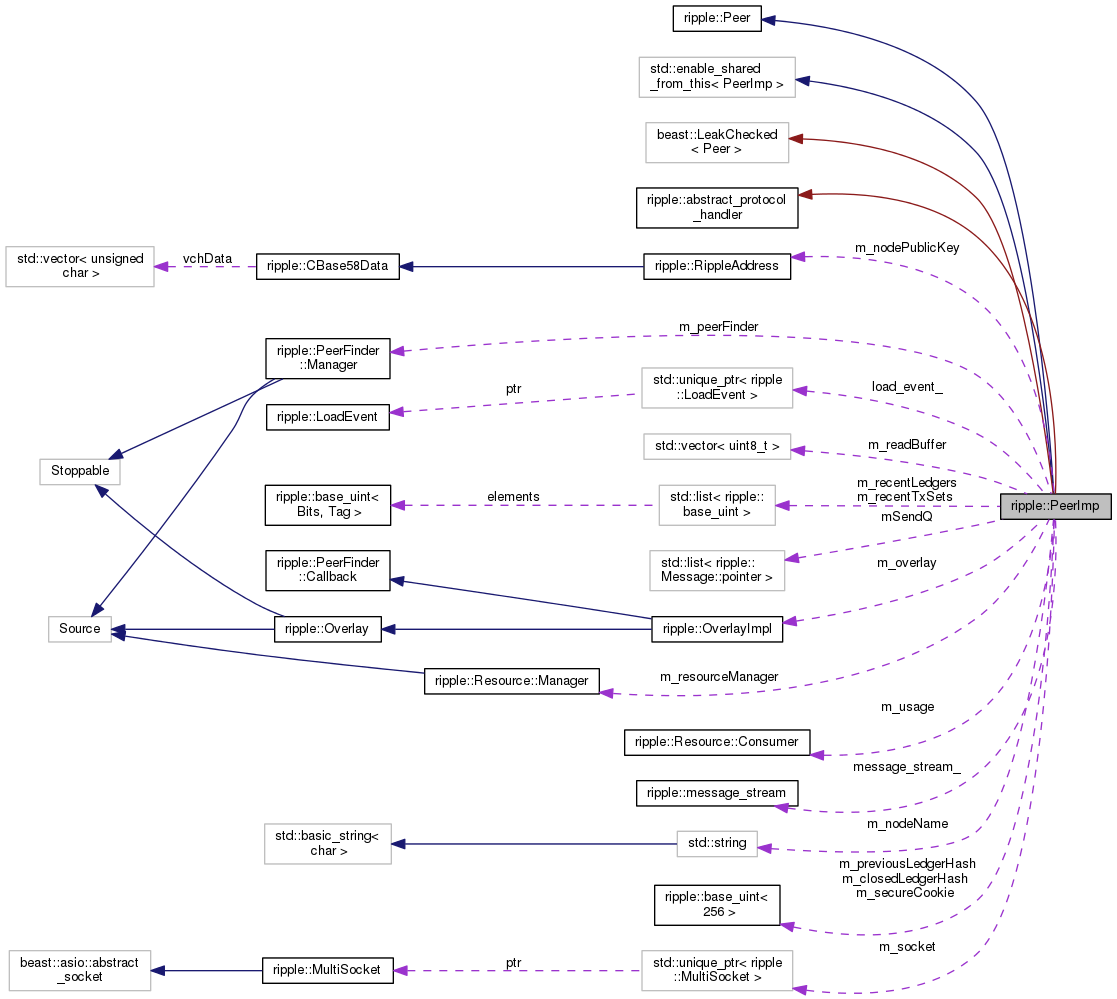 ripple::Peer
std::enable_shared
_from_this< PeerImp >
beast::LeakChecked
< Peer >
ripple::abstract_protocol
_handler
m_nodePublicKey
std::vector< unsigned
char >
vchData
ripple::CBase58Data
ripple::RippleAddress
m_peerFinder
ripple::PeerFinder
::Manager
std::unique_ptr< ripple
::LoadEvent >
load_event_
ptr
ripple::LoadEvent
m_readBuffer
std::vector< uint8_t >
Stoppable
m_recentLedgers
m_recentTxSets
ripple::base_uint<
Bits, Tag >
elements
std::list< ripple::
base_uint >
ripple::PeerImp
mSendQ
std::list< ripple::
Message::pointer >
ripple::PeerFinder
::Callback
m_overlay
Source
ripple::Overlay
ripple::OverlayImpl
ripple::Resource::Manager
m_resourceManager
m_usage
ripple::Resource::Consumer
message_stream_
ripple::message_stream
m_nodeName
std::basic_string<
char >
std::string
m_previousLedgerHash
m_closedLedgerHash
m_secureCookie
ripple::base_uint<
256 >
m_socket
beast::asio::abstract
_socket
ripple::MultiSocket
ptr
std::unique_ptr< ripple
::MultiSocket >